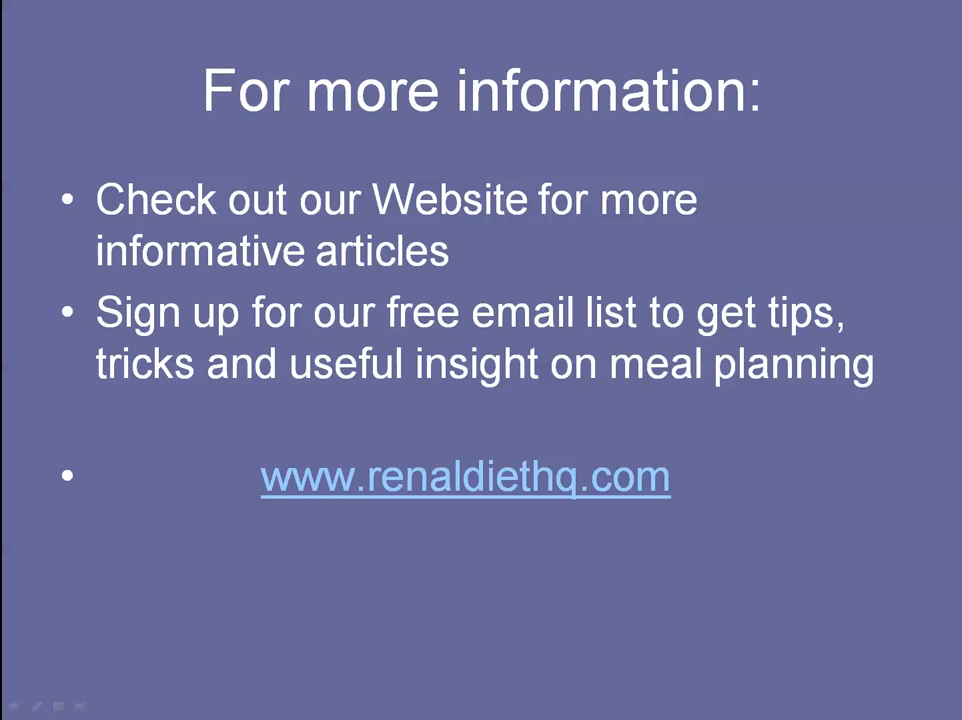 For more information:
• Check out our Website for more
informative articles
• Sign up for our free email list to get tips,
tricks and useful insight on meal planning
• www.renaldiethq.com